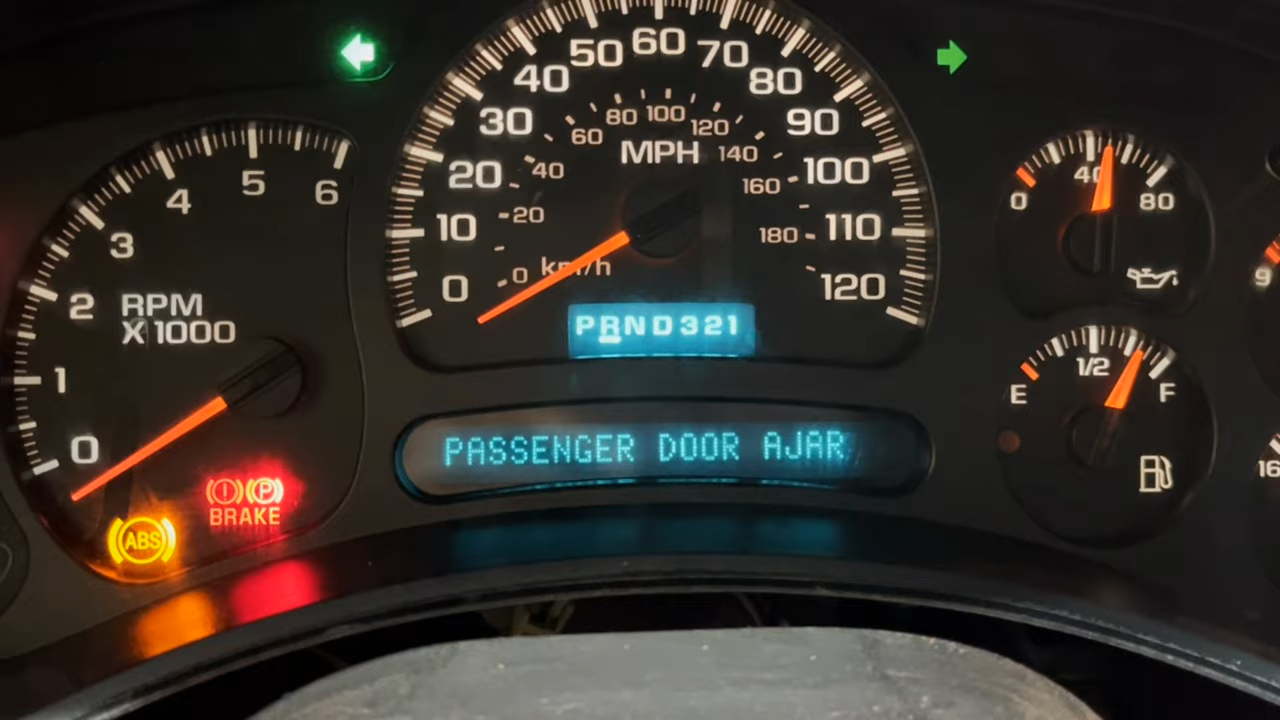 50 60 70
40 80
30 80 100 120 90
60 140
MPH
20 40 160 100
10 20 180 110
0 0 km/h 120
PRND321
4 5 6
3
2
RPM
X1000
1
0
PASSENGER DOOR AJAR
BRAKE
P
ABS
40
0 80
1/2
E F
9
16